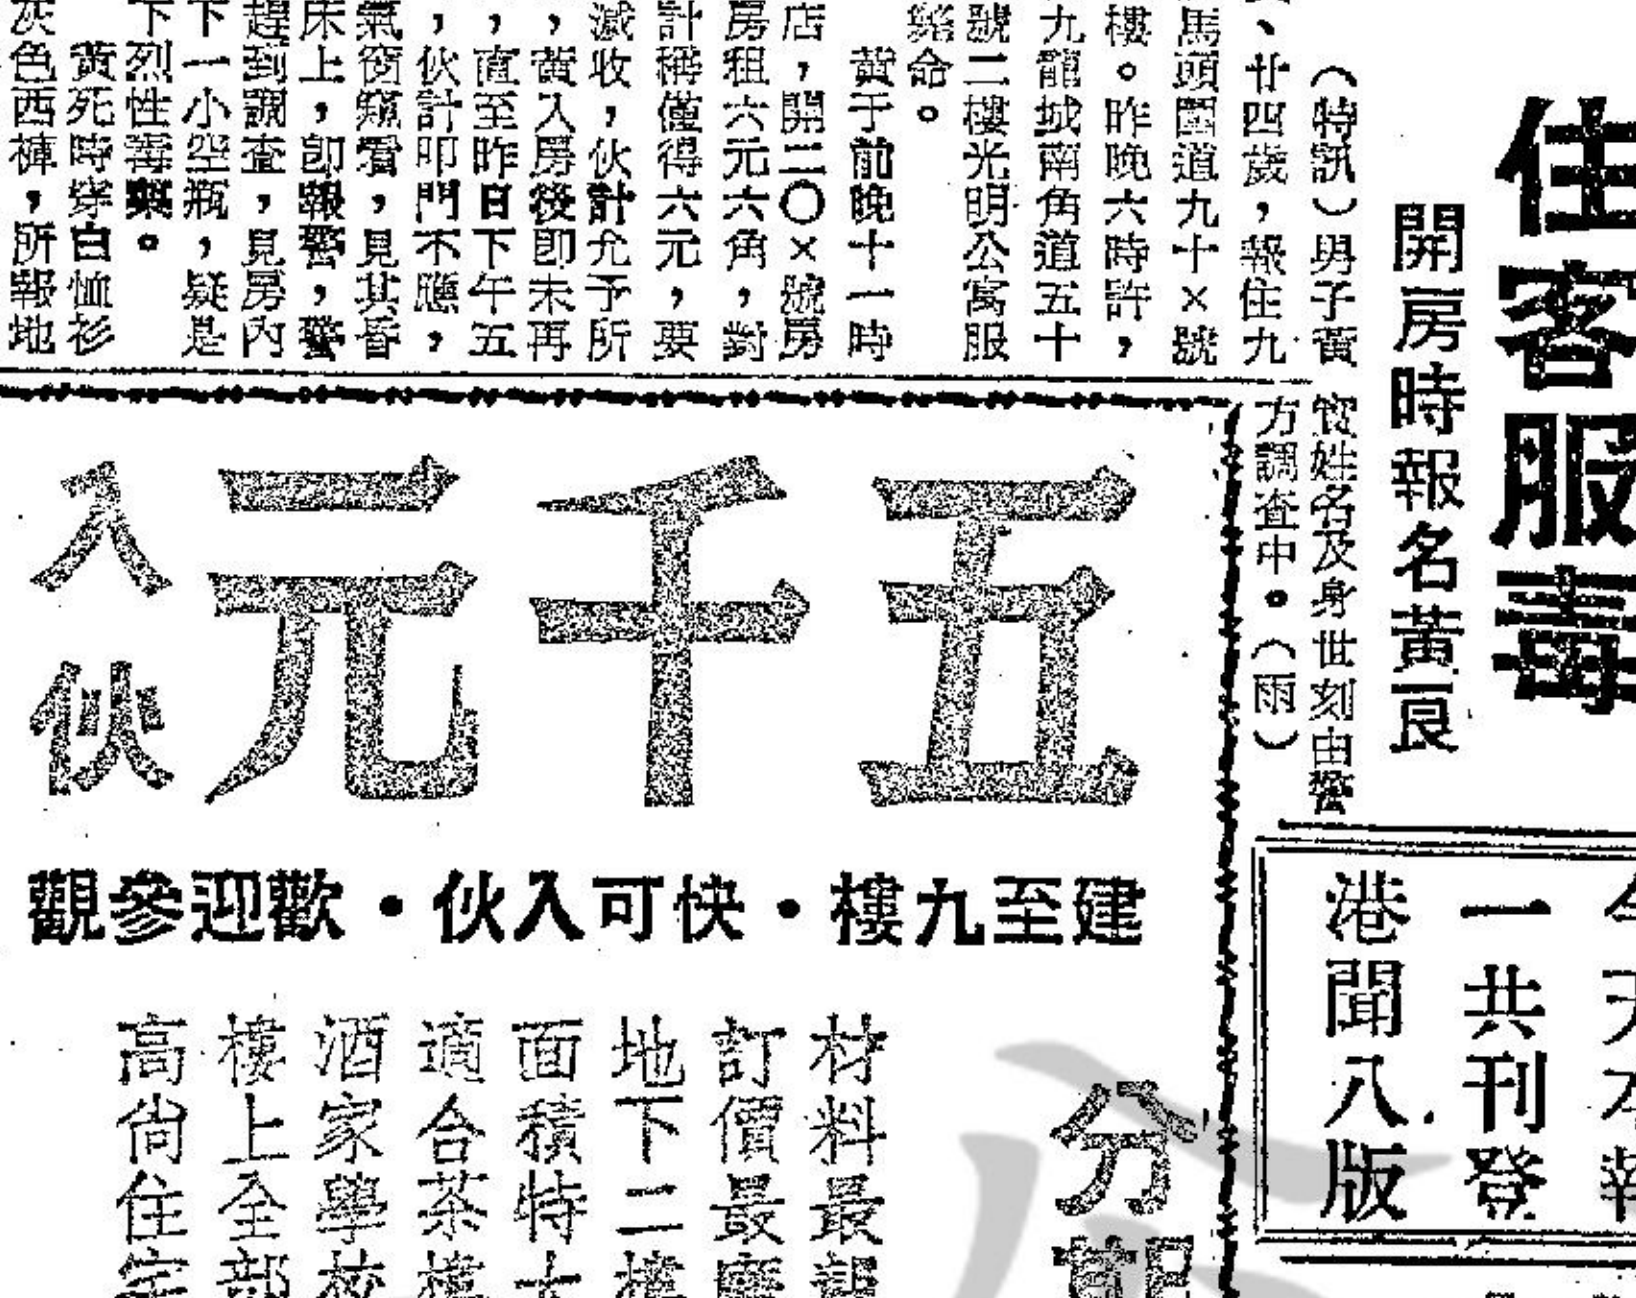 住客服毒
開房時報名黃艮
（特訊）男子黃
、廿四歲，報住九
馬頭圍道九十×號
樓。昨晚六時許，
九龍城南角道五十
號二樓光明公寓服
命。
黃于前晚十一時
店，開二〇×號房
房租六元六角，對
計稱僅得六元，要
減收，伙計允予所
，黃入房後即未再
，直至昨日下午五
，伙計叩門不應，
氣窗窺看，見其昏
床上，卽報警，警
趕到調查，見房內
下一小空瓶，疑是
下烈性毒藥。
黃死時穿白恤衫
灰色西褲，所報地
實姓名及身世刻由警
方調查中。（雨）
五千元
入伙
建至九樓・快可入伙・歡迎參觀
分期
材料最
訂價最
地下二樓
面積特大
適合茶樓
酒家學校
樓上全部
高尙住宅
一共刊登
港聞八版